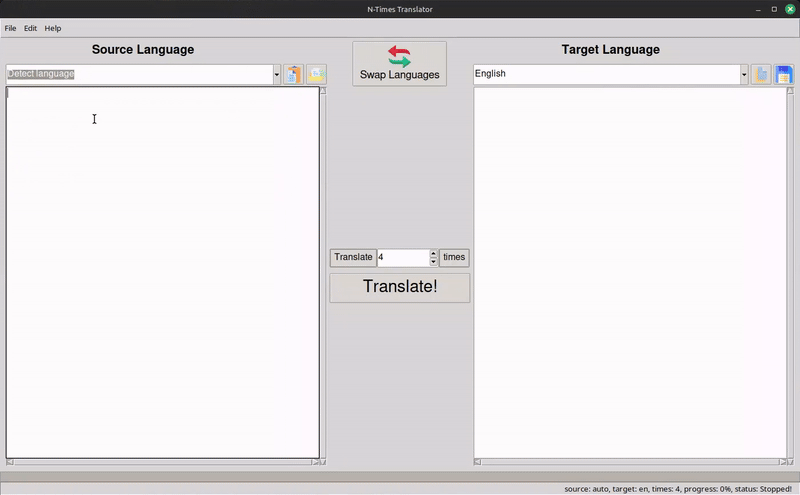 N-Times Translator
File Edit Help
Source Language
Detect language
Swap Languages
Target Language
English
Translate 4 times
Translate!
source: auto, target: en, times: 4, progress: 0%, status: Stopped!